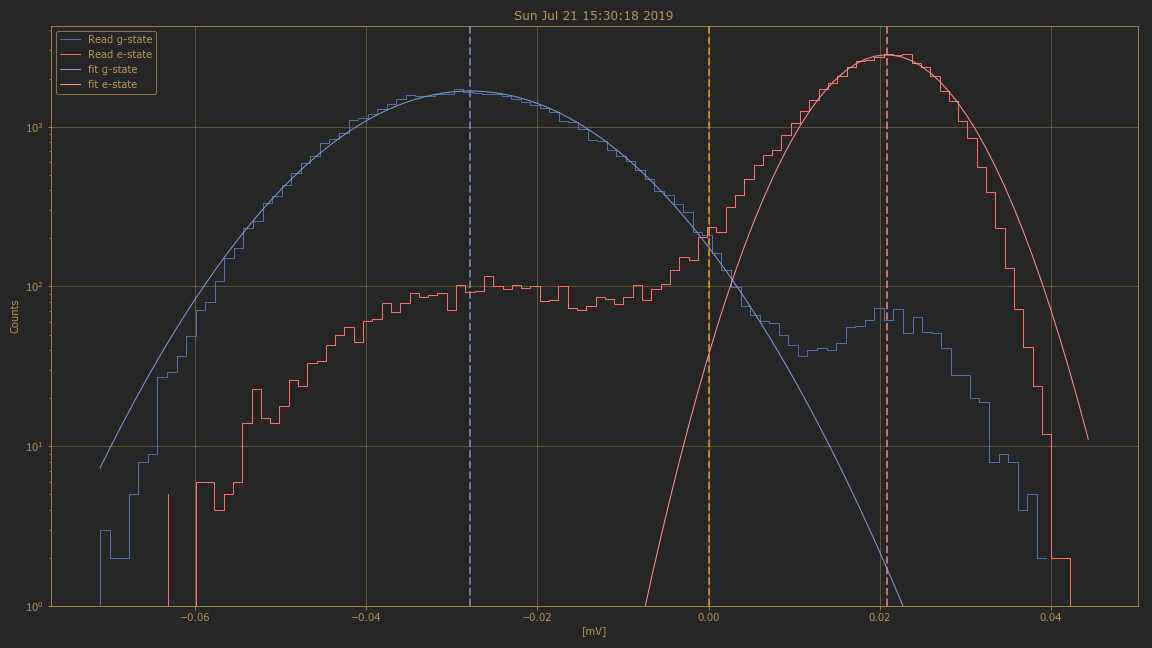 Sun Jul 21 15:30:18 2019
Read g-state
Read e-state
fit g-state
fit e-state
Counts
10³
10²
10¹
10⁰
−0.06 −0.04 −0.02 0.00 0.02 0.04
[mV]